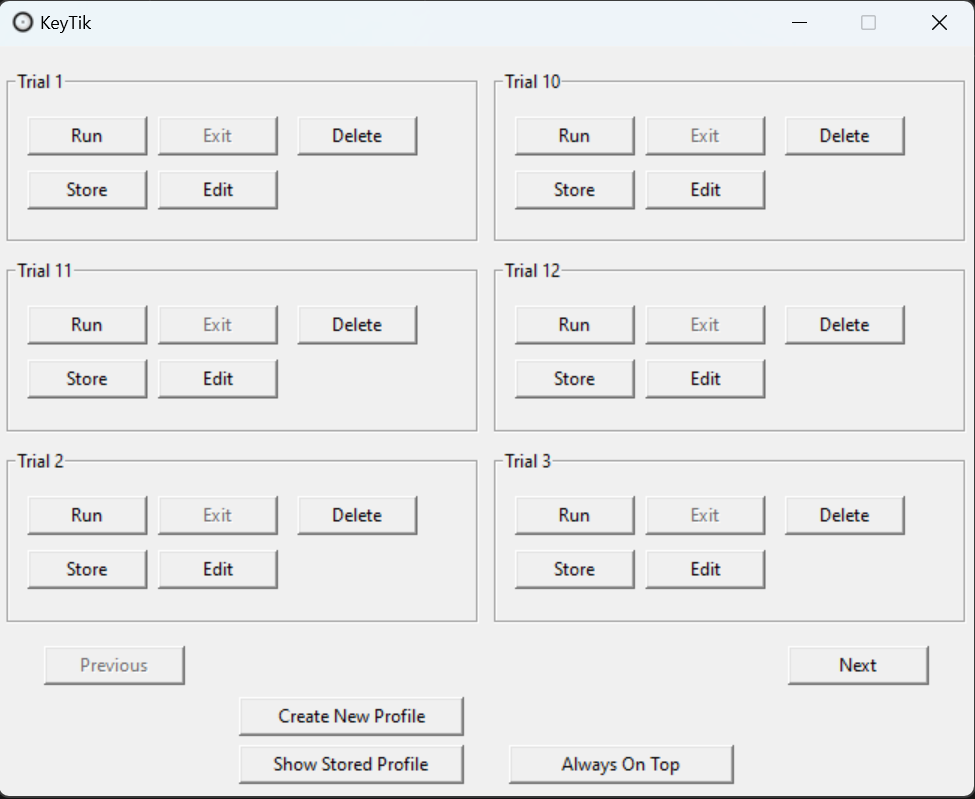 KeyTik
Trial 1
Run Exit Delete
Store Edit
Trial 10
Run Exit Delete
Store Edit
Trial 11
Run Exit Delete
Store Edit
Trial 12
Run Exit Delete
Store Edit
Trial 2
Run Exit Delete
Store Edit
Trial 3
Run Exit Delete
Store Edit
Previous
Next
Create New Profile
Show Stored Profile
Always On Top